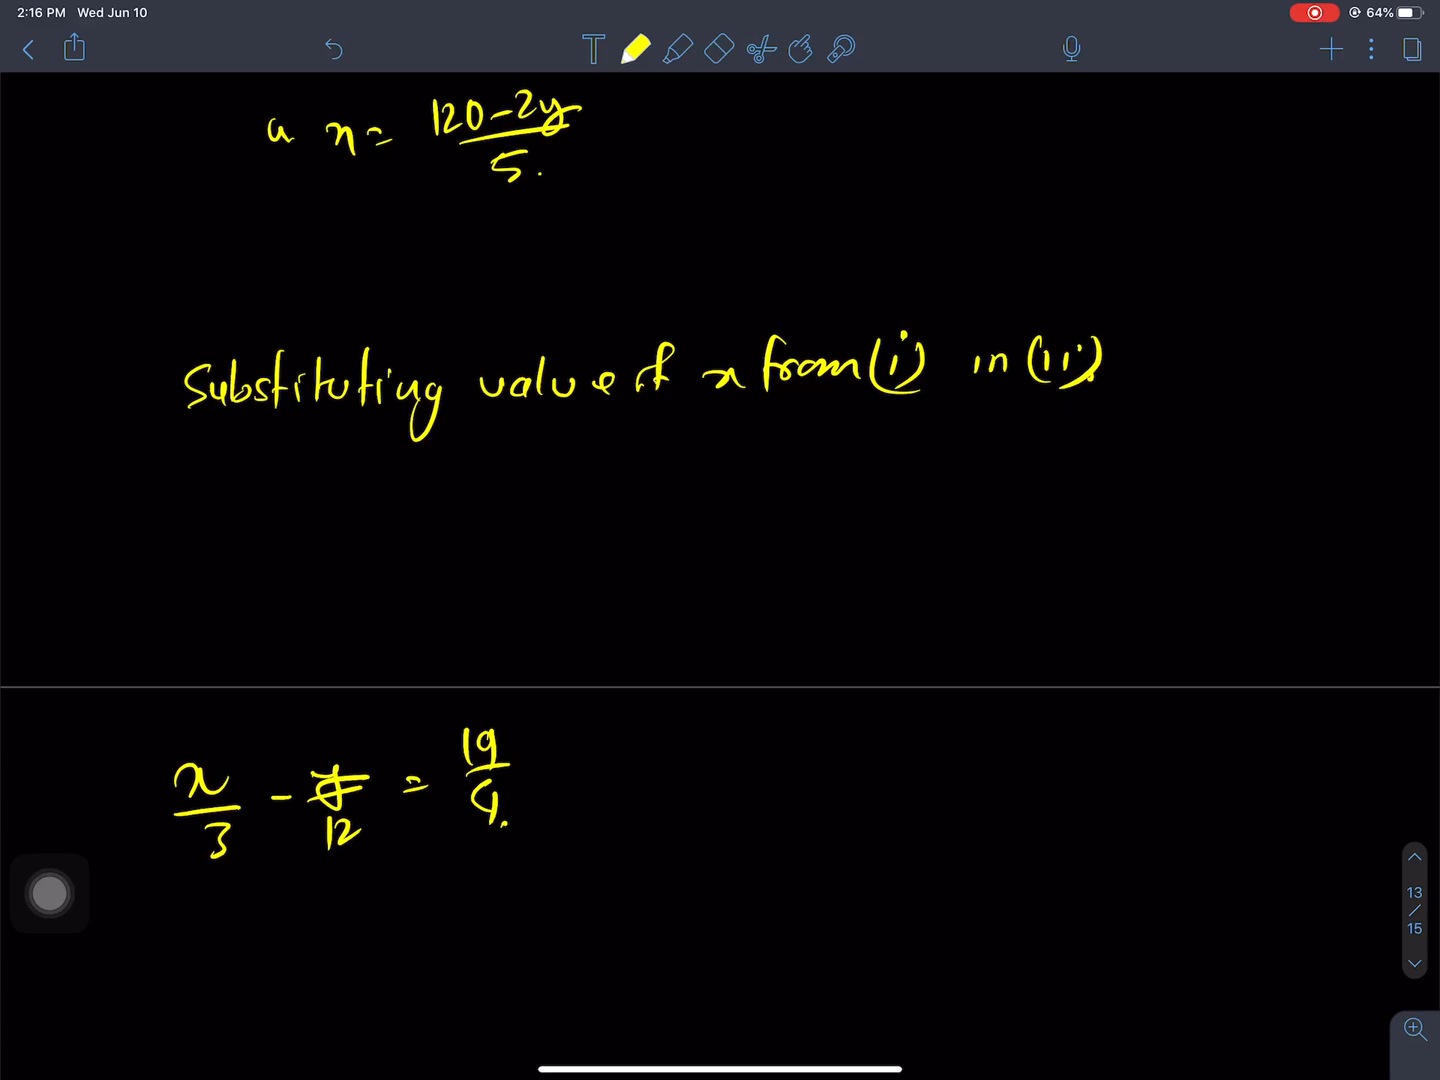 2:16 PM Wed Jun 10
64%
T
a x = 120-2y/5.
Substituting value of x from (i) in (ii)
x/3 - y/12 = 19/4.
13
/
15